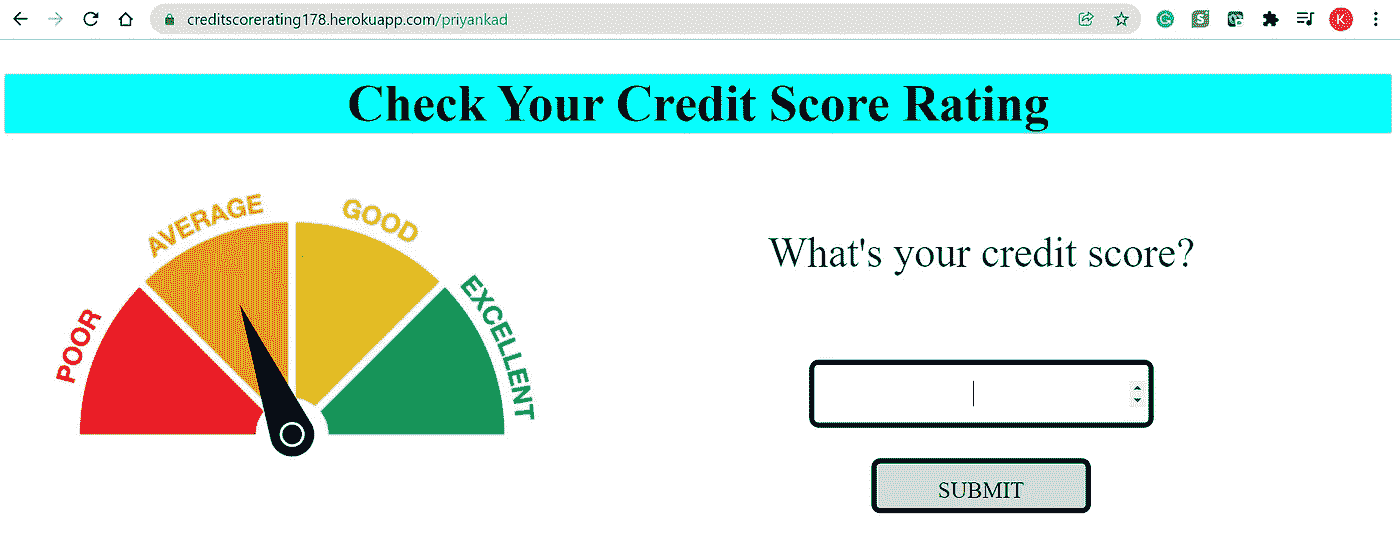 creditscorerating178.herokuapp.com/priyankad
K
Check Your Credit Score Rating
POOR
AVERAGE
GOOD
EXCELLENT
What's your credit score?
SUBMIT